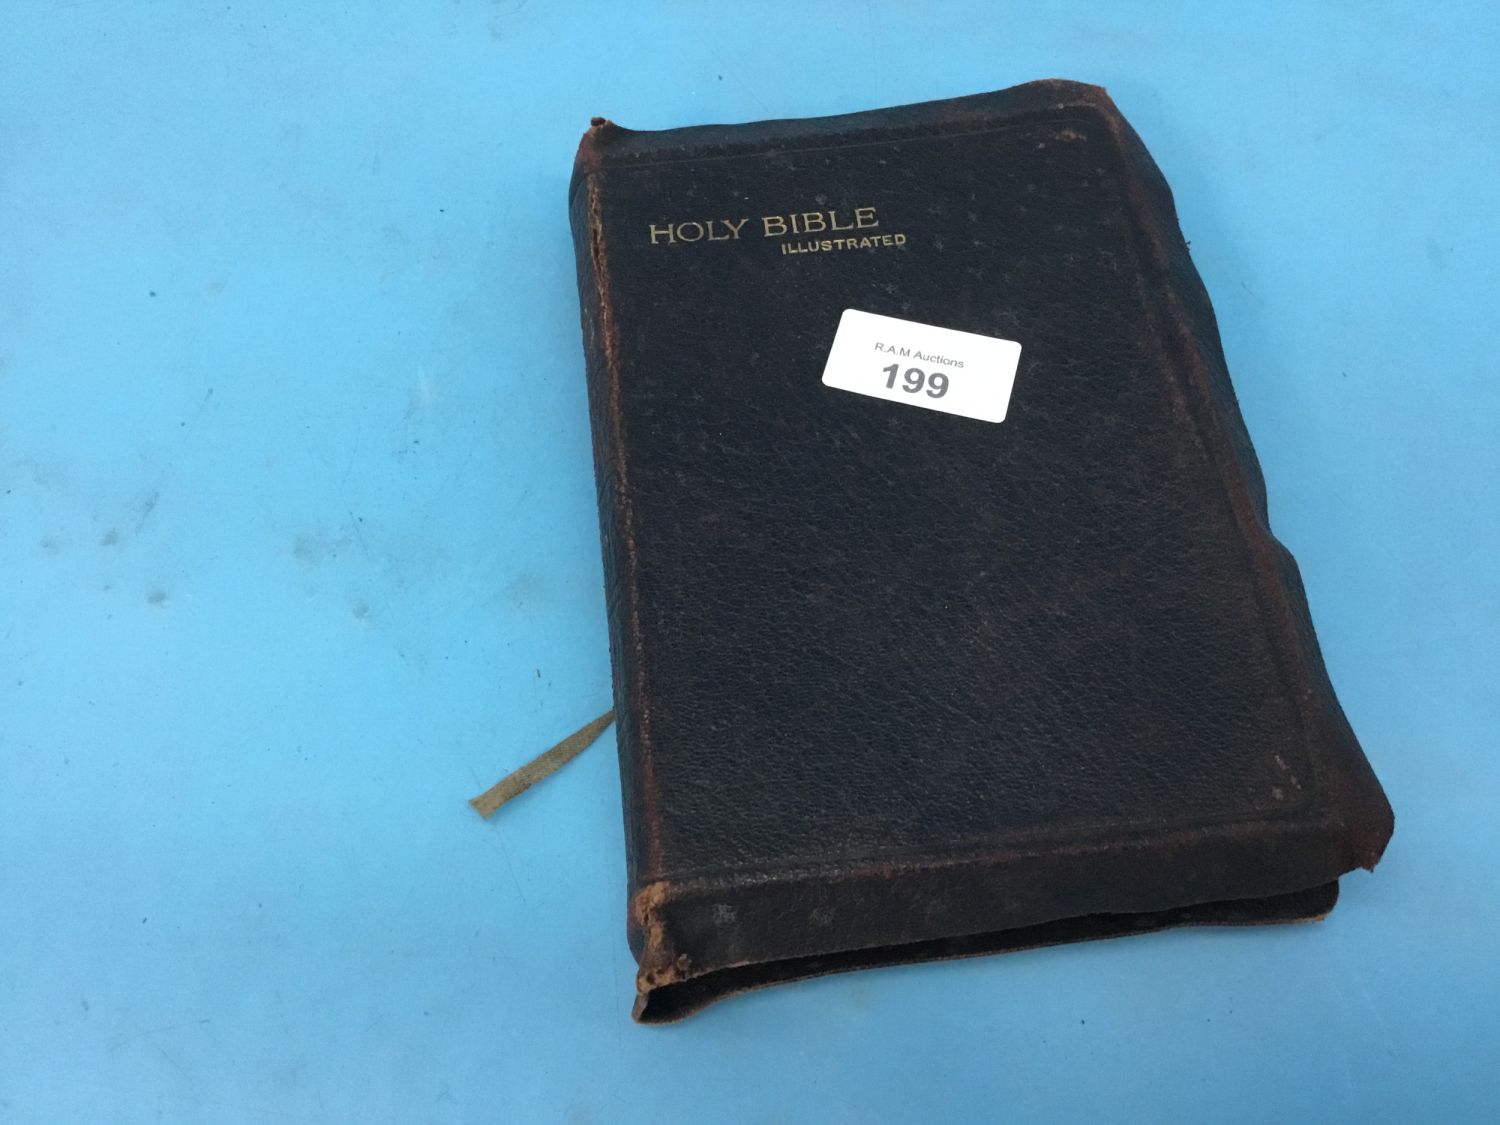 HOLY BIBLE
ILLUSTRATED
R.A.M Auctions
199